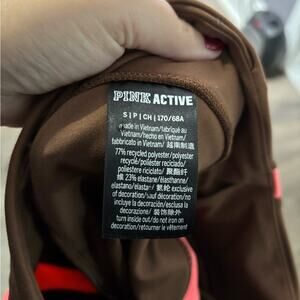 PINK ACTIVE
S | P | CH | 170/68A
made in Vietnam/fabriqué au
Vietnam/hecho en Vietnam/
fabbricato in Vietnam/ 越南制造
77% recycled polyester/polyester
recyclé/poliéster reciclado/
poliestere riciclato/ 聚酯纤
维 23% elastane/élasthanne/
elastano/elastan/ 氨纶 exclusive
of decoration/décoration non
incluse/no incluye la
decoración/esclusa la
decorazione/ 装饰除外
turn inside out/do not iron on
decoration/retourner le vêtement/